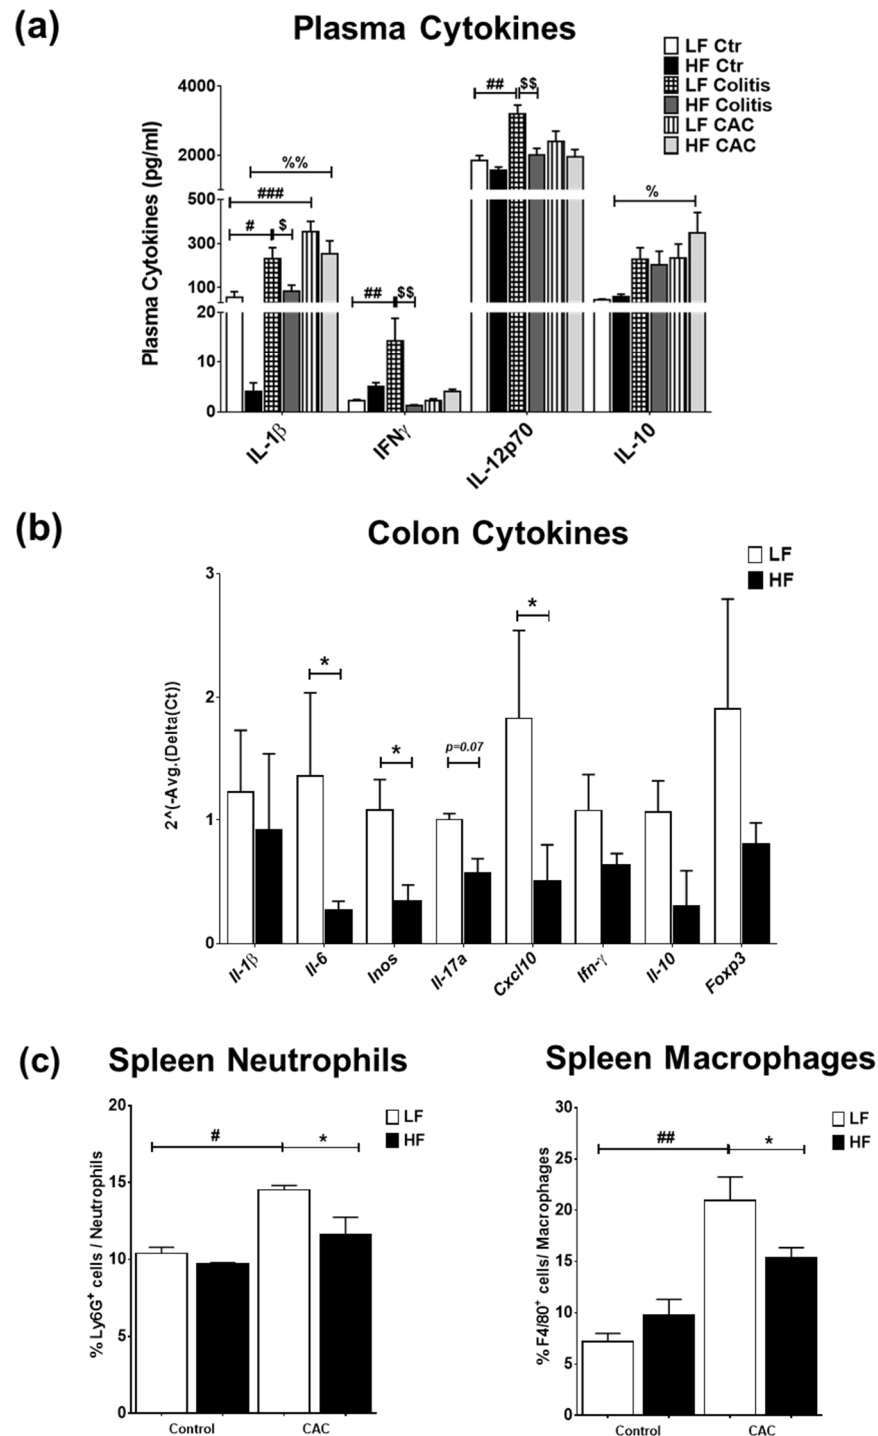 (a)
Plasma Cytokines
LF Ctr
HF Ctr
LF Colitis
HF Colitis
LF CAC
HF CAC
Plasma Cytokines (pg/ml)
4000
2000
500
300
100
20
10
0
%%
###
#
$
##
$$
##
$$
%
IL-1β
IFNγ
IL-12p70
IL-10
(b)
Colon Cytokines
LF
HF
2^(-Avg.(Delta(Ct))
3
2
1
0
*
*
p=0.07
*
Il-1β
Il-6
Inos
Il-17a
Cxcl10
Ifn-γ
Il-10
Foxp3
(c)
Spleen Neutrophils
LF
HF
% Ly6G+ cells / Neutrophils
20
15
10
5
0
#
*
Control
CAC
Spleen Macrophages
LF
HF
% F4/80+ cells/ Macrophages
30
25
20
15
10
5
0
##
*
Control
CAC